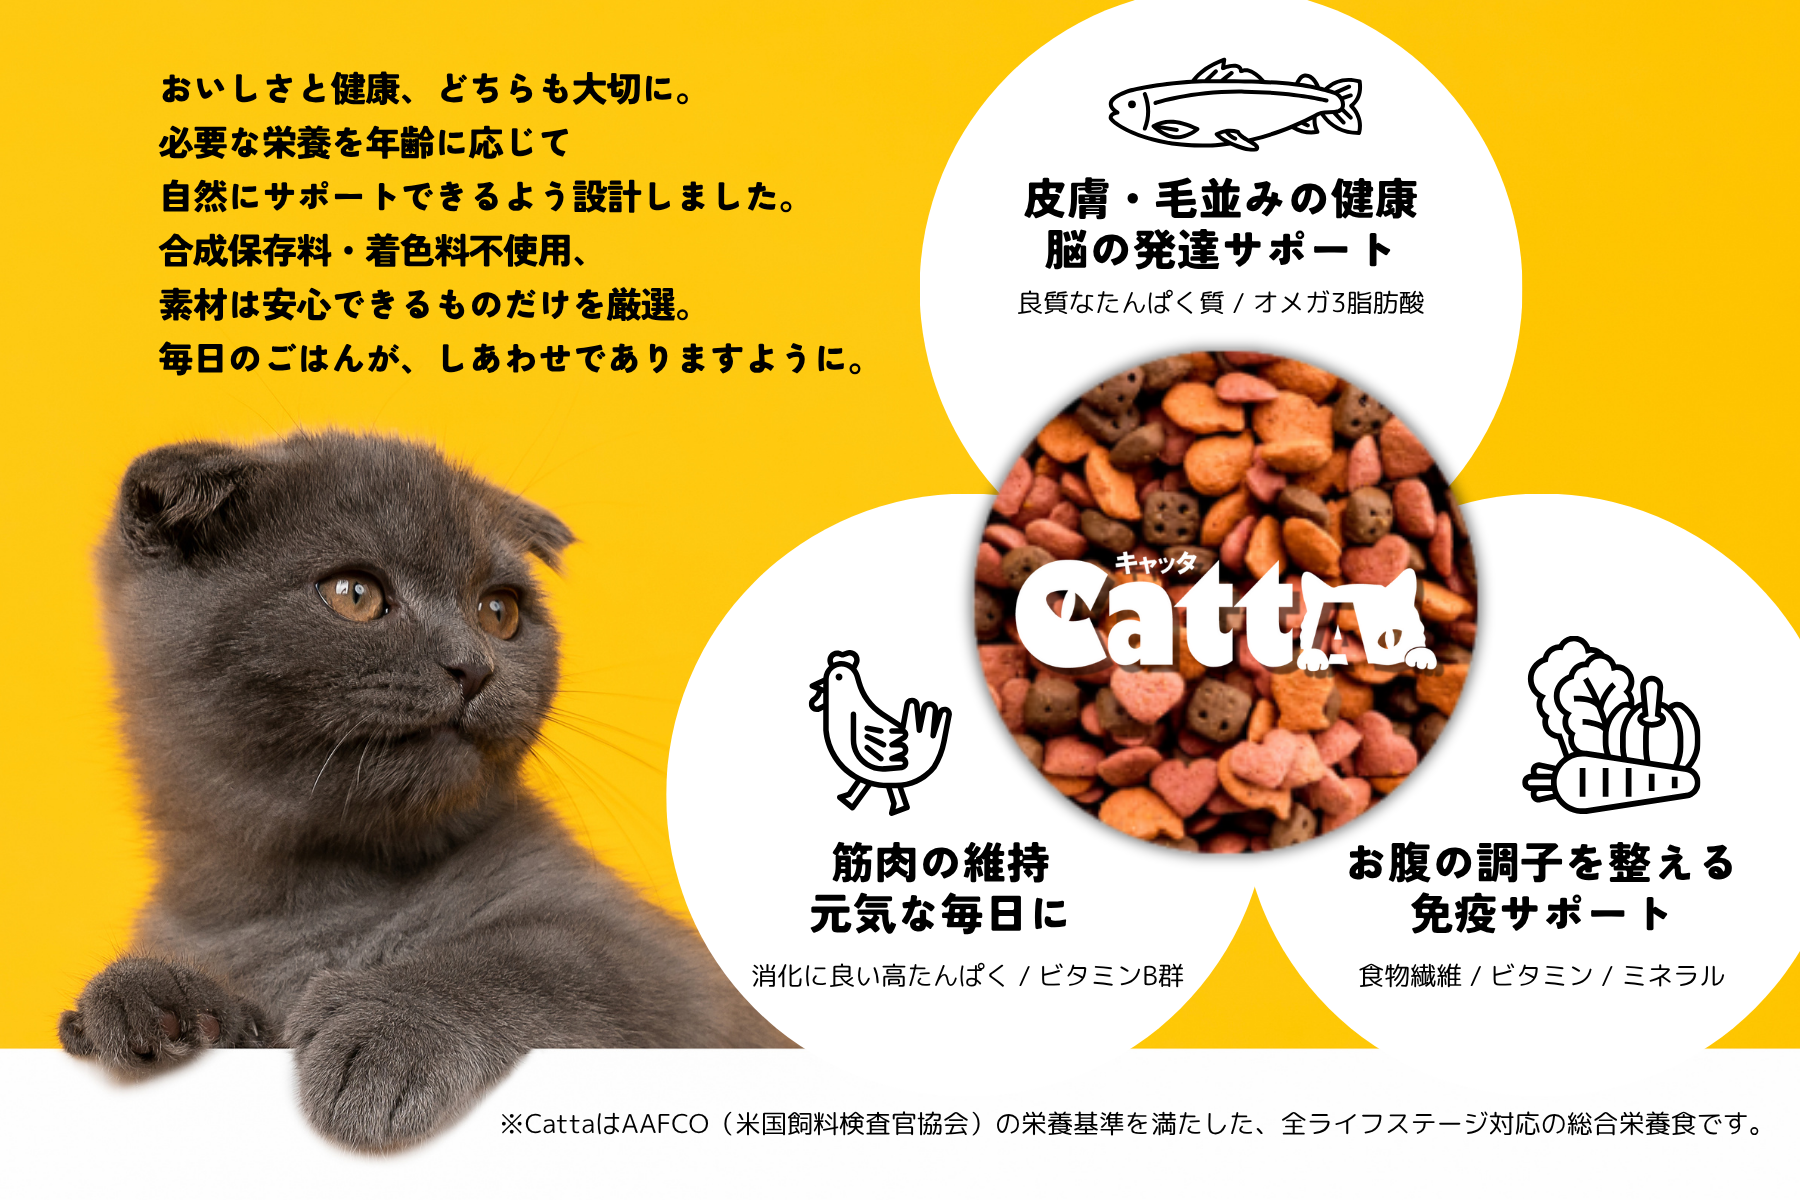 おいしさと健康、どちらも大切に。
必要な栄養を年齢に応じて
自然にサポートできるよう設計しました。
合成保存料・着色料不使用、
素材は安心できるものだけを厳選。
毎日のごはんが、しあわせでありますように。
皮膚・毛並みの健康
脳の発達サポート
良質なたんぱく質 / オメガ3脂肪酸
キャッタ
CattA
筋肉の維持
元気な毎日に
消化に良い高たんぱく / ビタミンB群
お腹の調子を整える
免疫サポート
食物繊維 / ビタミン / ミネラル
※CattaはAAFCO（米国飼料検査官協会）の栄養基準を満たした、全ライフステージ対応の総合栄養食です。